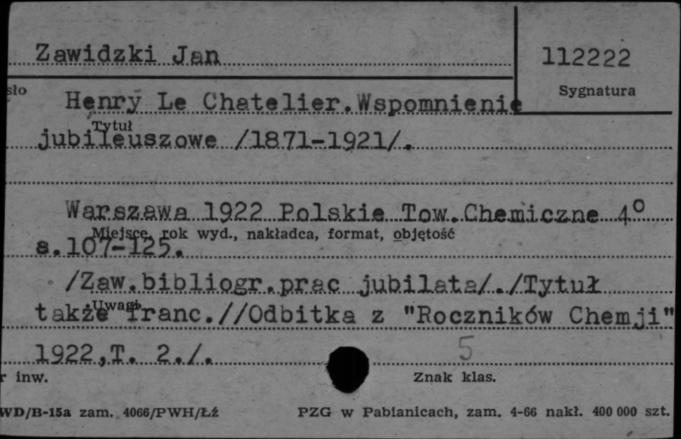 Zawidzki Jan
112222
sło
Sygnatura
Henry Le Chatelier.Wspomnienie
Tytuł
jubileuszowe /1871-1921/.
Warszawa 1922 Polskie Tow.Chemiczne 4°
Miejsce, rok wyd., nakładca, format, objętość
s.107-125.
/Zaw.bibliogr.prac jubilata/./Tytuł
Uwagi
także franc.//Odbitka z "Roczników Chemji"
1922,T. 2./.
5
r inw.
Znak klas.
WD/B-15a zam. 4066/PWH/Łź
PZG w Pabianicach, zam. 4-66 nakł. 400 000 szt.